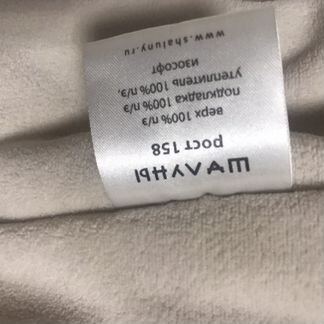 ШАЛУНЫ
рост 158
верх 100% п/э
подкладка 100% п/э
утеплитель 100% п/э.
изософт
www.shaluny.ru